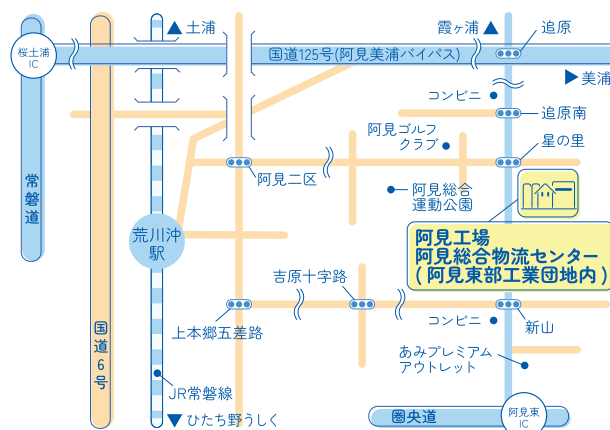 土浦
霞ヶ浦
追原
桜土浦
IC
国道125号(阿見美浦バイパス)
美浦
コンビニ
追原南
阿見ゴルフ
クラブ
星の里
阿見二区
阿見総合
運動公園
常磐道
荒川沖
駅
阿見工場
阿見総合物流センター
(阿見東部工業団地内)
吉原十字路
上本郷五差路
コンビニ
新山
国道6号
あみプレミアム
アウトレット
JR常磐線
ひたち野うしく
圏央道
阿見東
IC